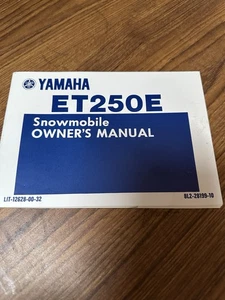 YAMAHA
ET250E
Snowmobile
OWNER'S MANUAL
LIT-12628-00-32
8L2-28199-10